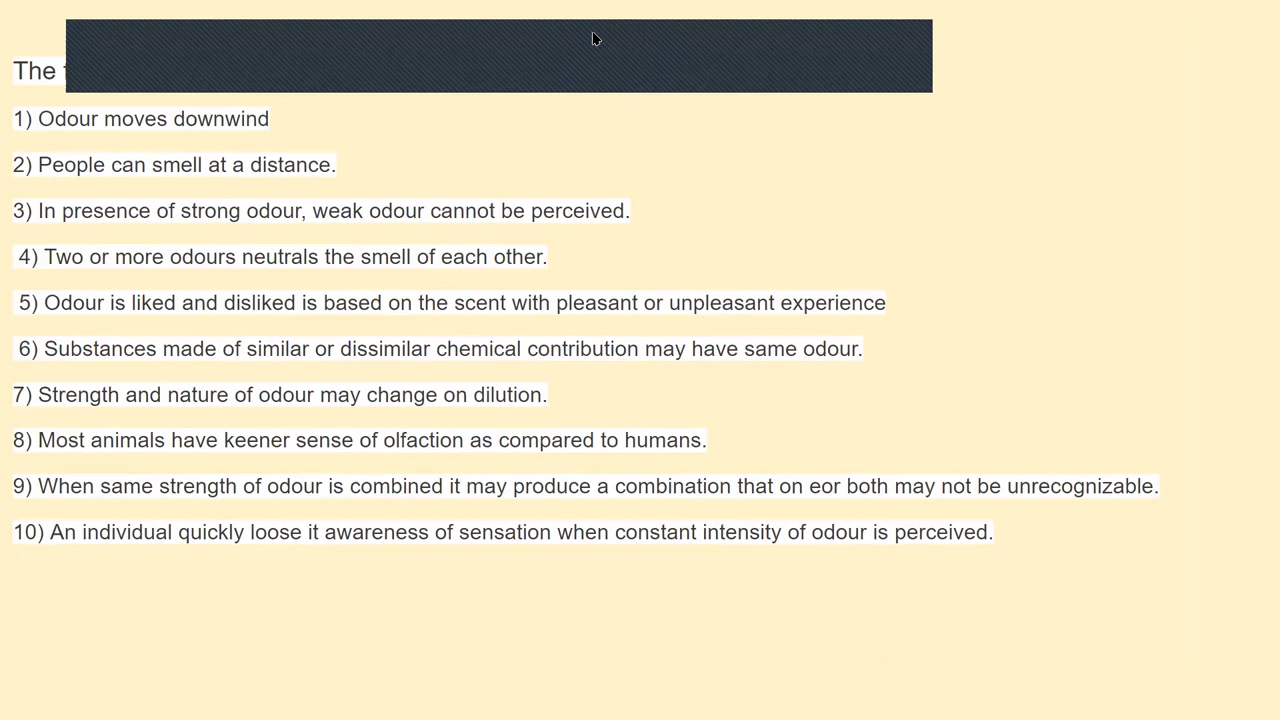 The
1) Odour moves downwind
2) People can smell at a distance.
3) In presence of strong odour, weak odour cannot be perceived.
4) Two or more odours neutrals the smell of each other.
5) Odour is liked and disliked is based on the scent with pleasant or unpleasant experience
6) Substances made of similar or dissimilar chemical contribution may have same odour.
7) Strength and nature of odour may change on dilution.
8) Most animals have keener sense of olfaction as compared to humans.
9) When same strength of odour is combined it may produce a combination that on eor both may not be unrecognizable.
10) An individual quickly loose it awareness of sensation when constant intensity of odour is perceived.